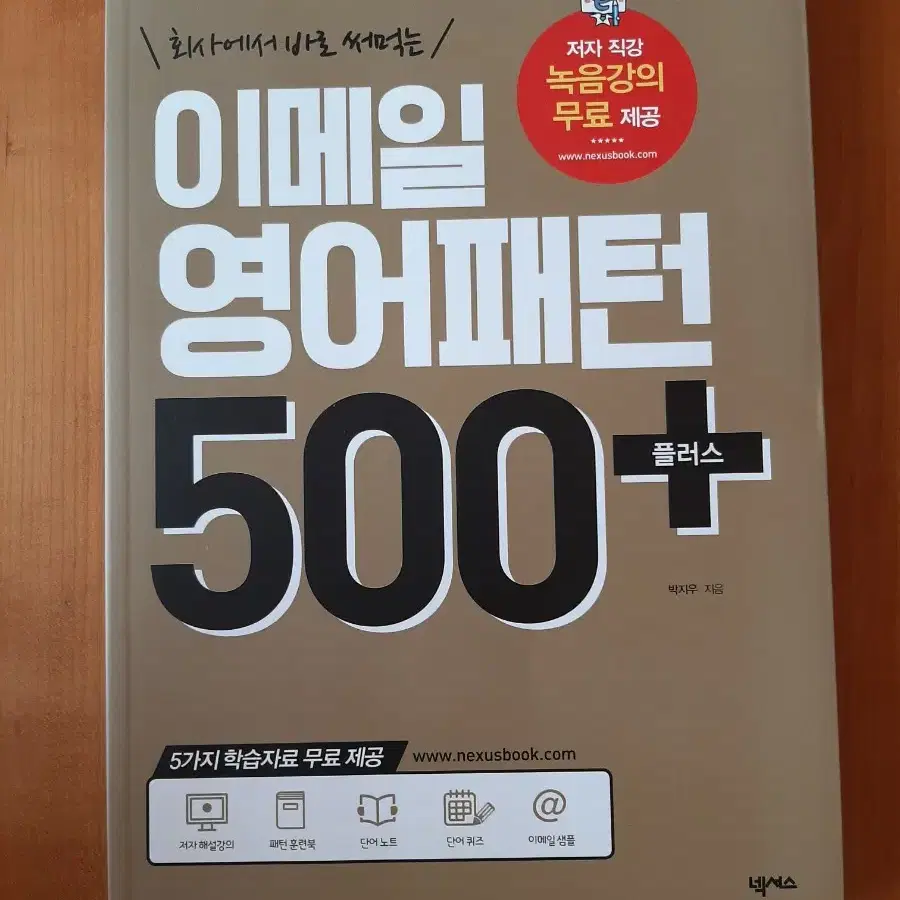 회사에서 바로 써먹는
저자 직강
녹음강의
무료 제공
★★★★★
www.nexusbook.com
이메일
영어패턴
500+
플러스
박지우 지음
5가지 학습자료 무료 제공
www.nexusbook.com
저자 해설강의
패턴 훈련북
단어 노트
단어 퀴즈
@
이메일 샘플
넥서스